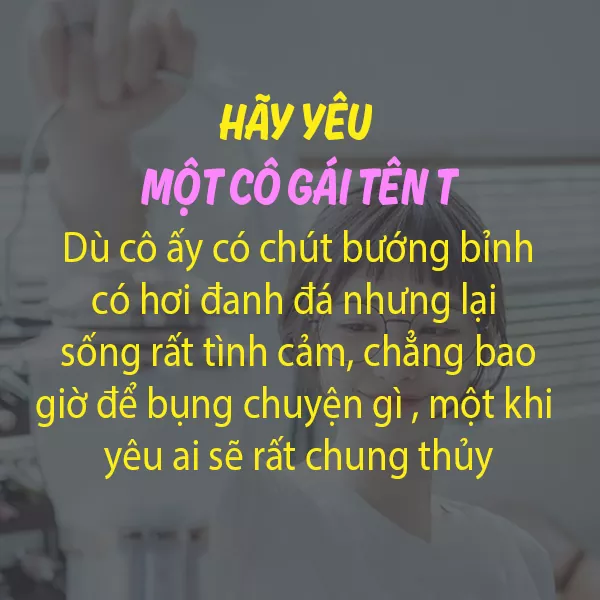 HÃY YÊU
MỘT CÔ GÁI TÊN T
Dù cô ấy có chút bướng bỉnh
có hơi đanh đá nhưng lại
sống rất tình cảm, chẳng bao
giờ để bụng chuyện gì , một khi
yêu ai sẽ rất chung thủy